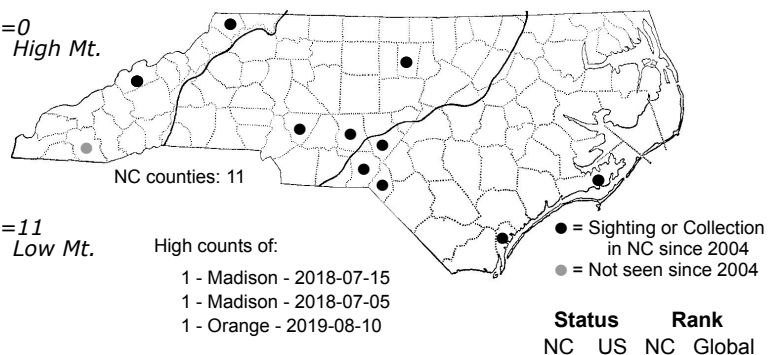 =0
High Mt.
NC counties: 11
=11
Low Mt.
High counts of:
1 - Madison - 2018-07-15
1 - Madison - 2018-07-05
1 - Orange - 2019-08-10
● = Sighting or Collection
in NC since 2004
● = Not seen since 2004
Status Rank
NC US NC Global